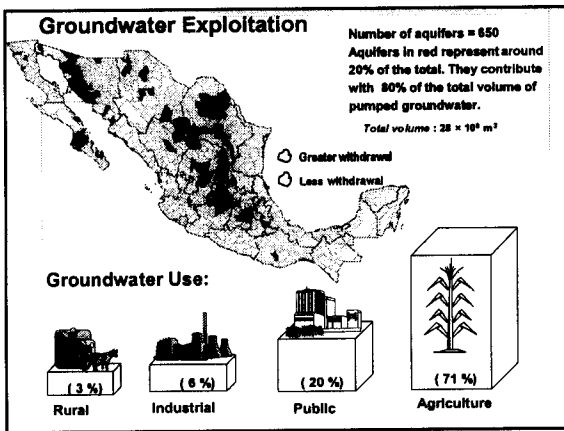 Groundwater Exploitation
Number of aquifers = 650
Aquifers in red represent around
20% of the total. They contribute
with 80% of the total volume of
pumped groundwater.
Total volume : 28 × 10⁹ m³
Greater withdrawal
Less withdrawal
Groundwater Use:
( 3 %)
( 6 %)
( 20 %)
( 71 %)
Rural
Industrial
Public
Agriculture